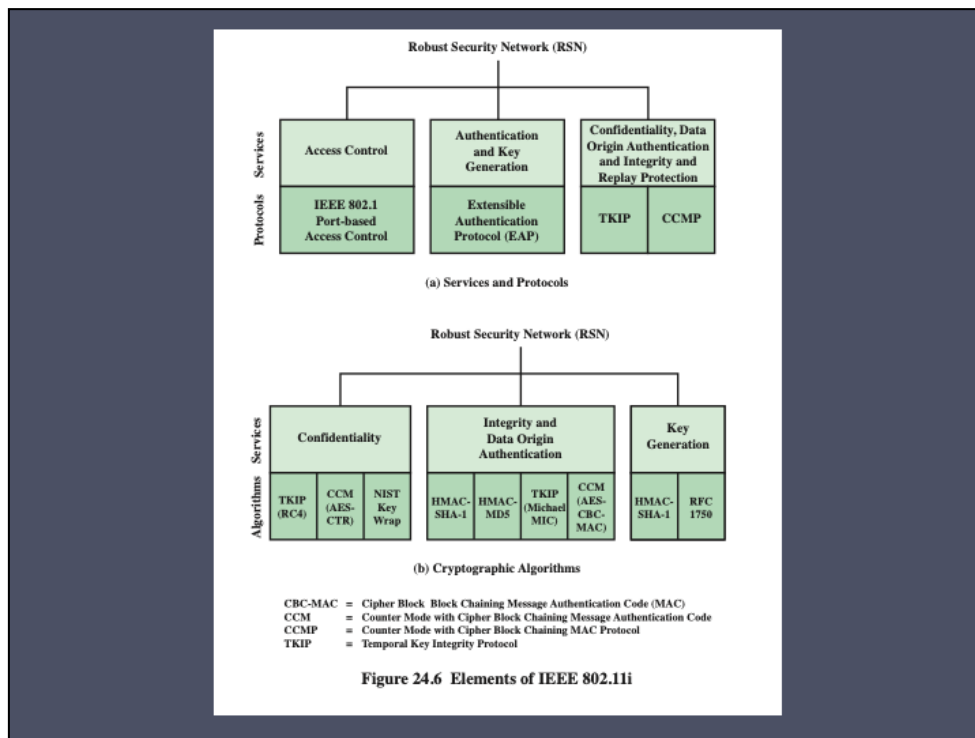 Robust Security Network (RSN)
Services
Access Control
Authentication
and Key
Generation
Confidentiality, Data
Origin Authentication
and Integrity and
Replay Protection
Protocols
IEEE 802.1
Port-based
Access Control
Extensible
Authentication
Protocol (EAP)
TKIP
CCMP
(a) Services and Protocols
Robust Security Network (RSN)
Services
Confidentiality
Integrity and
Data Origin
Authentication
Key
Generation
Algorithms
TKIP
(RC4)
CCM
(AES-
CTR)
NIST
Key
Wrap
HMAC-
SHA-1
HMAC-
MD5
TKIP
(Michael
MIC)
CCM
(AES-
CBC-
MAC)
HMAC-
SHA-1
RFC
1750
(b) Cryptographic Algorithms
CBC-MAC = Cipher Block Block Chaining Message Authentication Code (MAC)
CCM = Counter Mode with Cipher Block Chaining Message Authentication Code
CCMP = Counter Mode with Cipher Block Chaining MAC Protocol
TKIP = Temporal Key Integrity Protocol
Figure 24.6 Elements of IEEE 802.11i